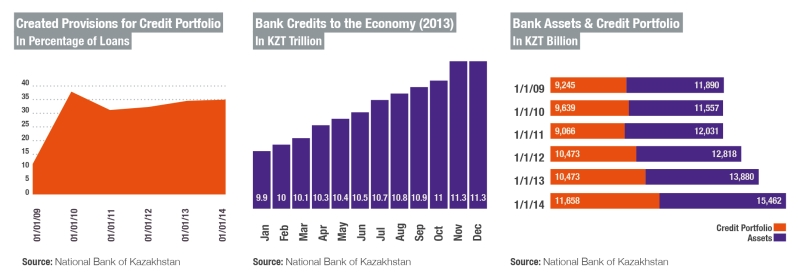 Created Provisions for Credit Portfolio
In Percentage of Loans
40
35
30
25
20
15
10
5
0
01/01/09
01/01/10
01/01/11
01/01/12
01/01/13
01/01/14
Source: National Bank of Kazakhstan
Bank Credits to the Economy (2013)
In KZT Trillion
9.9 10 10.1 10.3 10.4 10.5 10.7 10.8 10.9 11 11.3 11.3
Jan Feb Mar Apr May Jun Jul Aug Sep Oct Nov Dec
Source: National Bank of Kazakhstan
Bank Assets & Credit Portfolio
In KZT Billion
1/1/09 9,245 11,890
1/1/10 9,639 11,557
1/1/11 9,066 12,031
1/1/12 10,473 12,818
1/1/13 10,473 13,880
1/1/14 11,658 15,462
Credit Portfolio
Assets
Source: National Bank of Kazakhstan